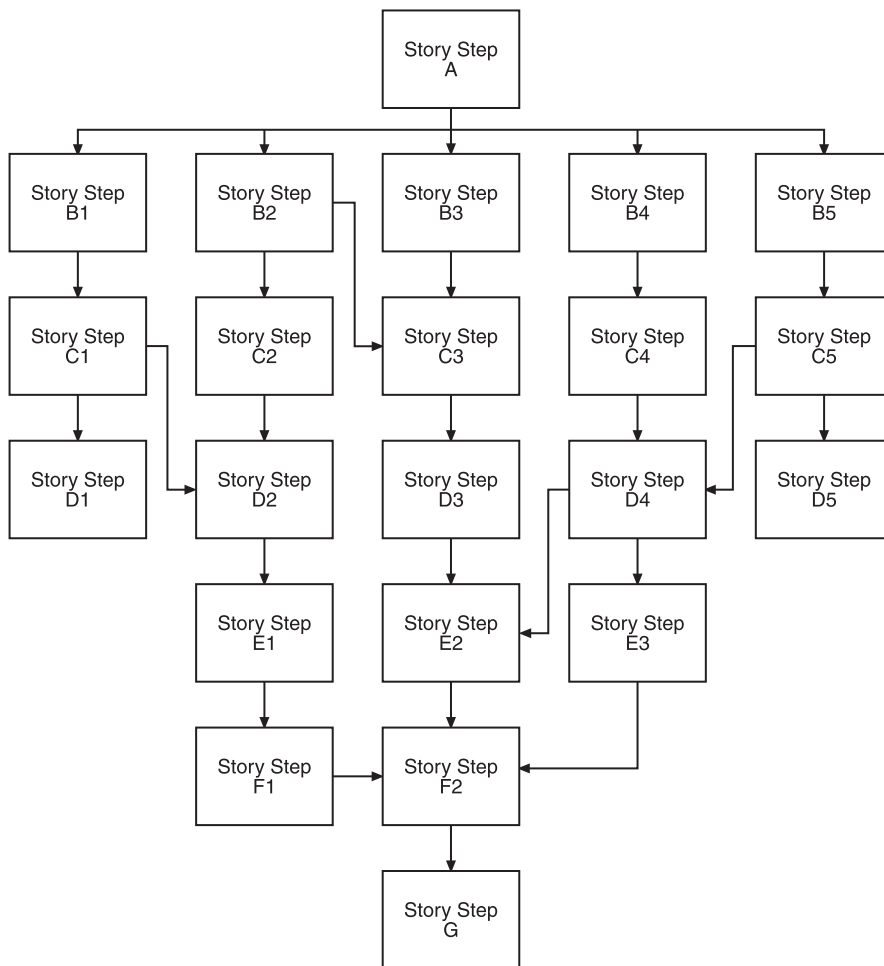 Story Step
A
Story Step
B1
Story Step
B2
Story Step
B3
Story Step
B4
Story Step
B5
Story Step
C1
Story Step
C2
Story Step
C3
Story Step
C4
Story Step
C5
Story Step
D1
Story Step
D2
Story Step
D3
Story Step
D4
Story Step
D5
Story Step
E1
Story Step
E2
Story Step
E3
Story Step
F1
Story Step
F2
Story Step
G